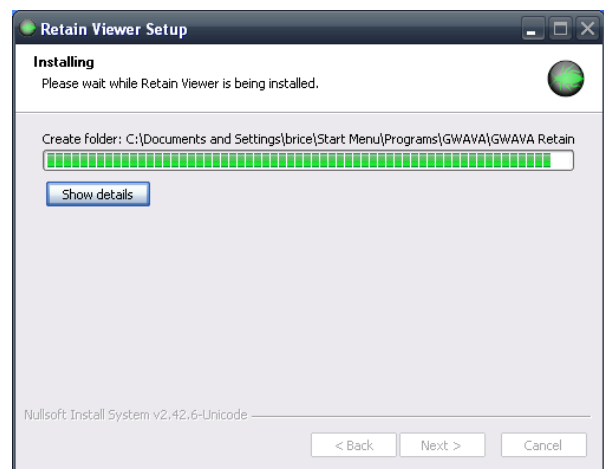 Retain Viewer Setup
Installing
Please wait while Retain Viewer is being installed.
Create folder: C:\Documents and Settings\brice\Start Menu\Programs\GWAVA\GWAVA Retain
Show details
Nullsoft Install System v2.42.6-Unicode
< Back Next > Cancel